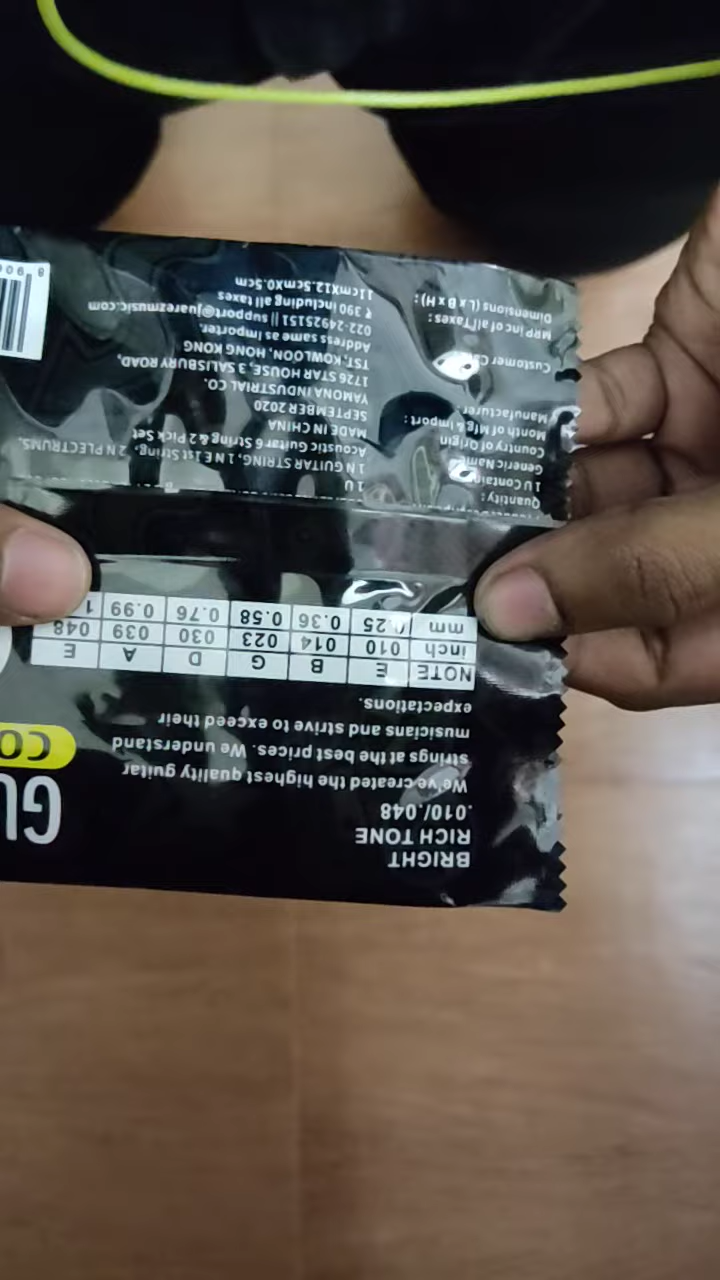 BRIGHT
RICH TONE
.010/.048
GU
CO
We've created the highest quality guitar
strings at the best prices. We understand
musicians and strive to exceed their
expectations.
NOTE E B G D A E
inch 010 014 023 030 039 048
mm 0.25 0.36 0.58 0.76 0.99 1
Quantity: 1 U
1 U Contains 1 N GUITAR STRING, 1 N E 1st String, 2 N PLECTRUMS,
Generic Name Acoustic Guitar 6 String & 2 Pick Set
Country of Origin MADE IN CHINA
Month of Mfg & Import: SEPTEMBER 2020
Manufacturer: YAMONA INDUSTRIAL CO.
1726 STAR HOUSE, 3 SALISBURY ROAD,
TST, KOWLOON, HONG KONG
Customer Address same as Importer.
022-24925151 || support@juarezmuzic.com
MRP inc of all Taxes: ₹ 390 including all taxes
Dimensions (L x B x H): 11cmX12.5cmX0.5cm